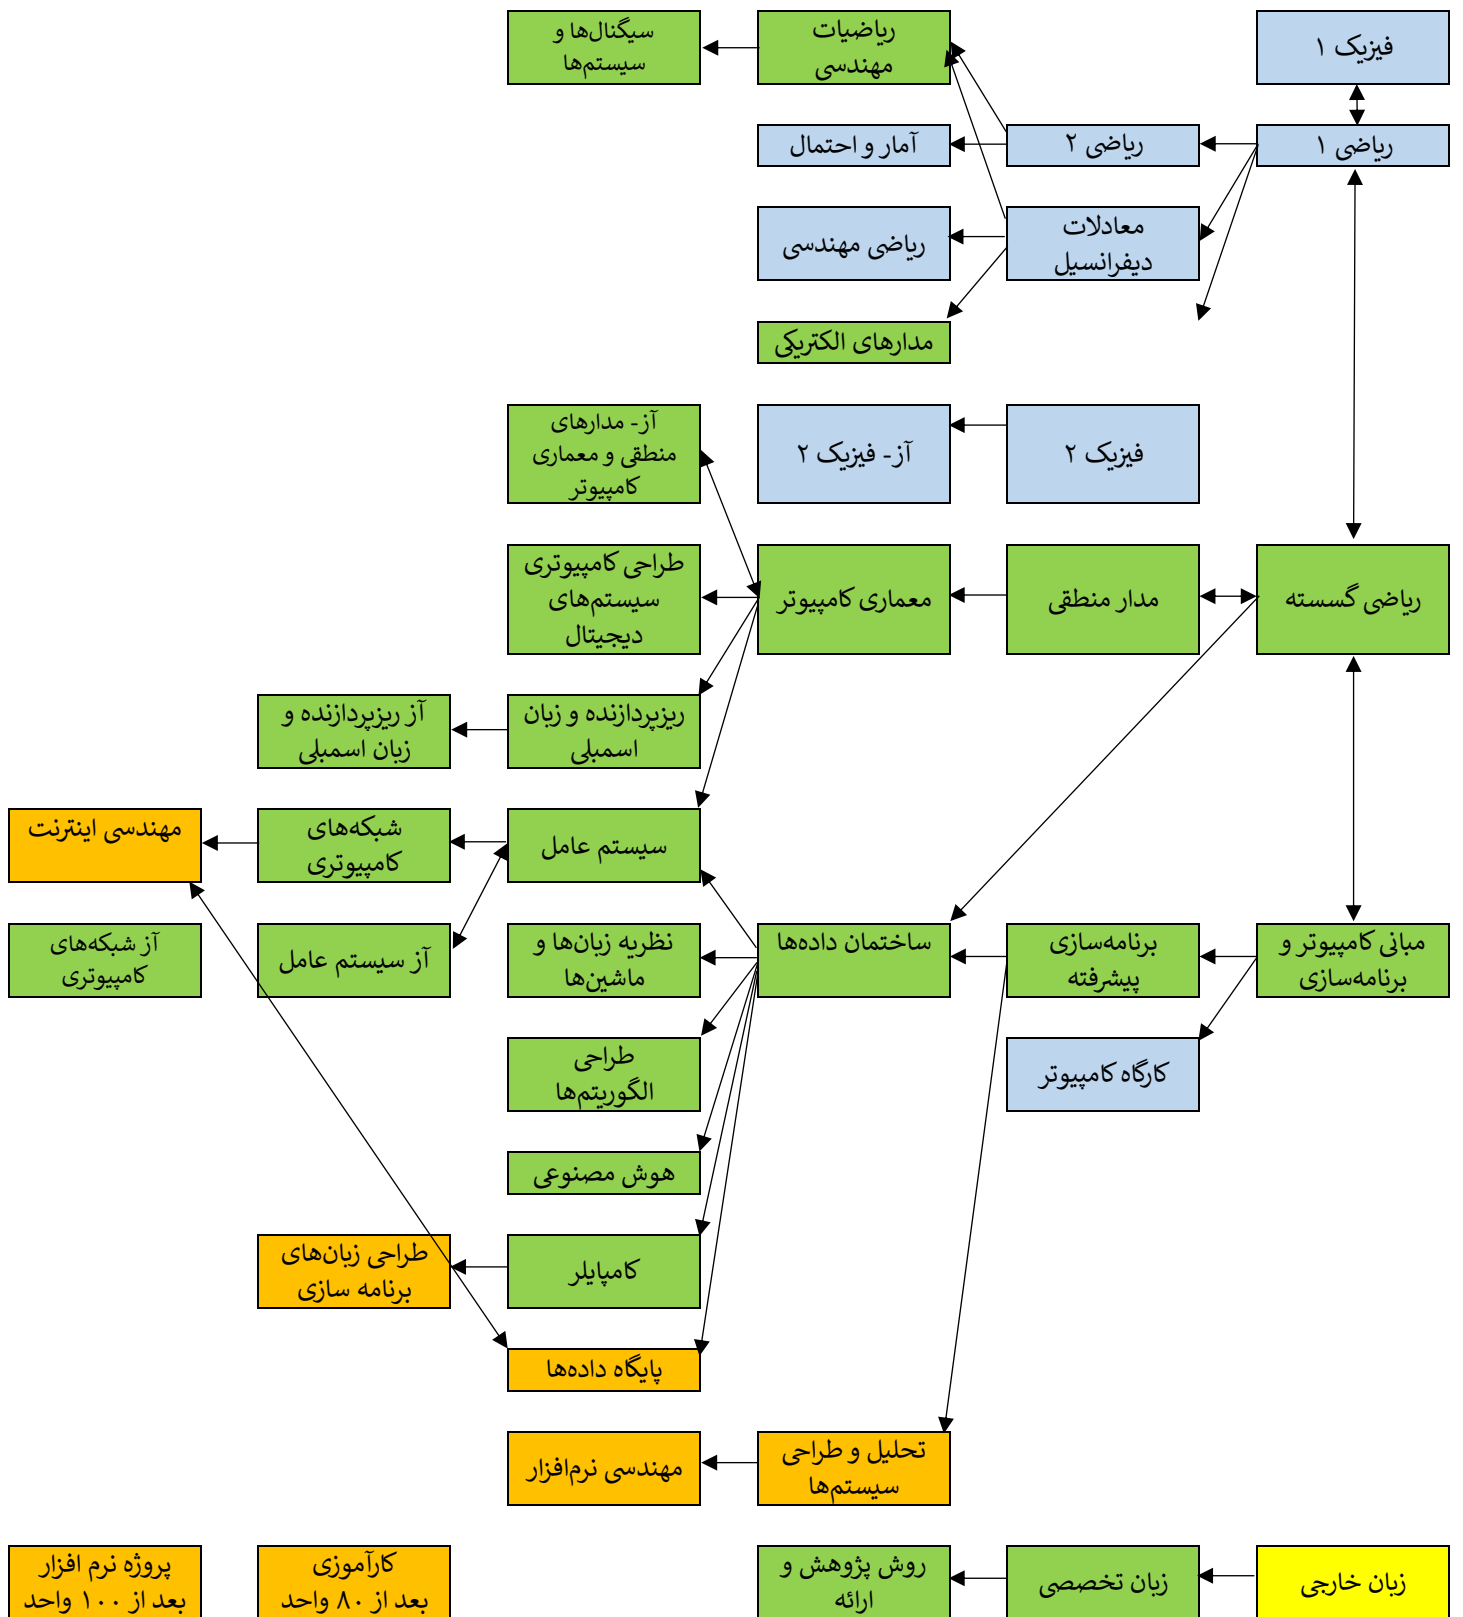 فیزیک ۱
ریاضیات
مهندسی
سیگنال‌ها و
سیستم‌ها
ریاضی ۱
ریاضی ۲
آمار و احتمال
معادلات
دیفرانسیل
ریاضی مهندسی
مدارهای الکتریکی
فیزیک ۲
آز- فیزیک ۲
آز- مدارهای
منطقی و معماری
کامپیوتر
ریاضی گسسته
مدار منطقی
معماری کامپیوتر
طراحی کامپیوتری
سیستم‌های
دیجیتال
ریزپردازنده و زبان
اسمبلی
آز ریزپردازنده و
زبان اسمبلی
سیستم عامل
شبکه‌های
کامپیوتری
مهندسی اینترنت
مبانی کامپیوتر و
برنامه‌سازی
برنامه‌سازی
پیشرفته
ساختمان داده‌ها
نظریه زبان‌ها و
ماشین‌ها
آز سیستم عامل
آز شبکه‌های
کامپیوتری
کارگاه کامپیوتر
طراحی
الگوریتم‌ها
هوش مصنوعی
کامپایلر
طراحی زبان‌های
برنامه سازی
پایگاه داده‌ها
تحلیل و طراحی
سیستم‌ها
مهندسی نرم‌افزار
زبان خارجی
زبان تخصصی
روش پژوهش و
ارائه
کارآموزی
بعد از ۸۰ واحد
پروژه نرم افزار
بعد از ۱۰۰ واحد